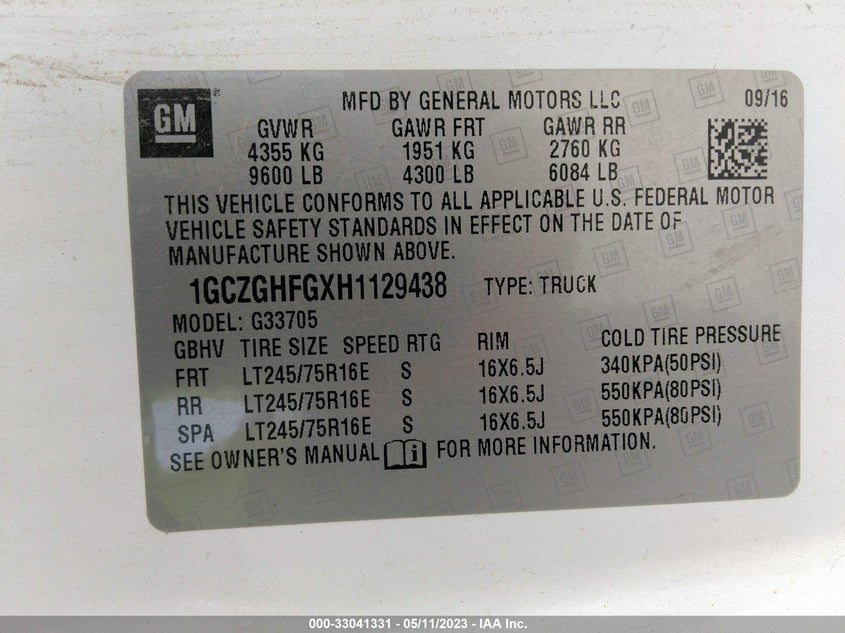 GM ®
MFD BY GENERAL MOTORS LLC 09/16
GVWR GAWR FRT GAWR RR
4355 KG 1951 KG 2760 KG
9600 LB 4300 LB 6084 LB
THIS VEHICLE CONFORMS TO ALL APPLICABLE U.S. FEDERAL MOTOR
VEHICLE SAFETY STANDARDS IN EFFECT ON THE DATE OF
MANUFACTURE SHOWN ABOVE.
1GCZGHFGXH1129438 TYPE: TRUCK
MODEL: G33705
GBHV TIRE SIZE SPEED RTG RIM COLD TIRE PRESSURE
FRT LT245/75R16E S 16X6.5J 340KPA(50PSI)
RR LT245/75R16E S 16X6.5J 550KPA(80PSI)
SPA LT245/75R16E S 16X6.5J 550KPA(80PSI)
SEE OWNER'S MANUAL i FOR MORE INFORMATION.
000-33041331 - 05/11/2023 - IAA Inc.